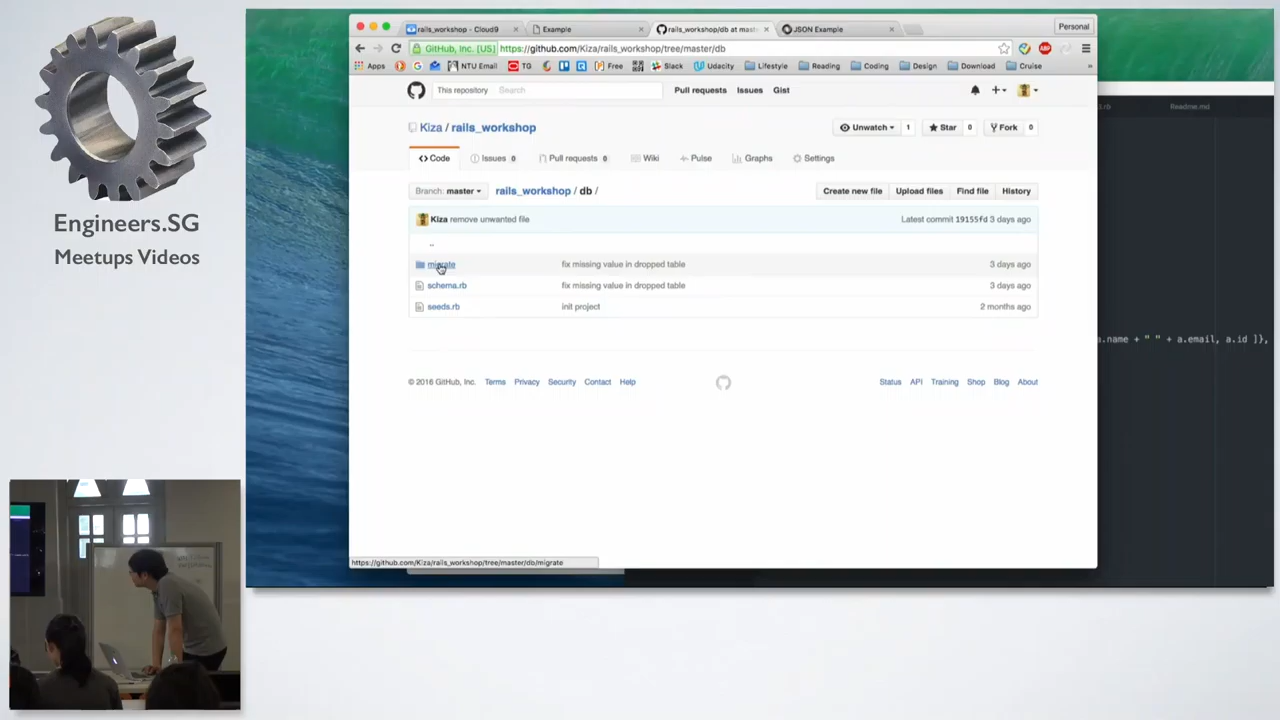 Engineers.SG
Meetups Videos
rails_workshop - Cloud9
Example
rails_workshop/db at mast
JSON Example
Personal
GitHub, Inc. [US] https://github.com/Kiza/rails_workshop/tree/master/db
Apps
NTU Email
TG
Free
Slack
Udacity
Lifestyle
Reading
Coding
Design
Download
Cruise
»
This repository Search
Pull requests Issues Gist
Readme.md
Kiza / rails_workshop
Unwatch 1
Star 0
Fork 0
Code Issues 0 Pull requests 0 Wiki Pulse Graphs Settings
Branch: master rails_workshop / db /
Create new file Upload files Find file History
Kiza remove unwanted file Latest commit 19155fd 3 days ago
..
migrate fix missing value in dropped table 3 days ago
schema.rb fix missing value in dropped table 3 days ago
seeds.rb init project 2 months ago
a.name + " " + a.email, a.id ]},
© 2016 GitHub, Inc. Terms Privacy Security Contact Help
Status API Training Shop Blog About
https://github.com/Kiza/rails_workshop/tree/master/db/migrate